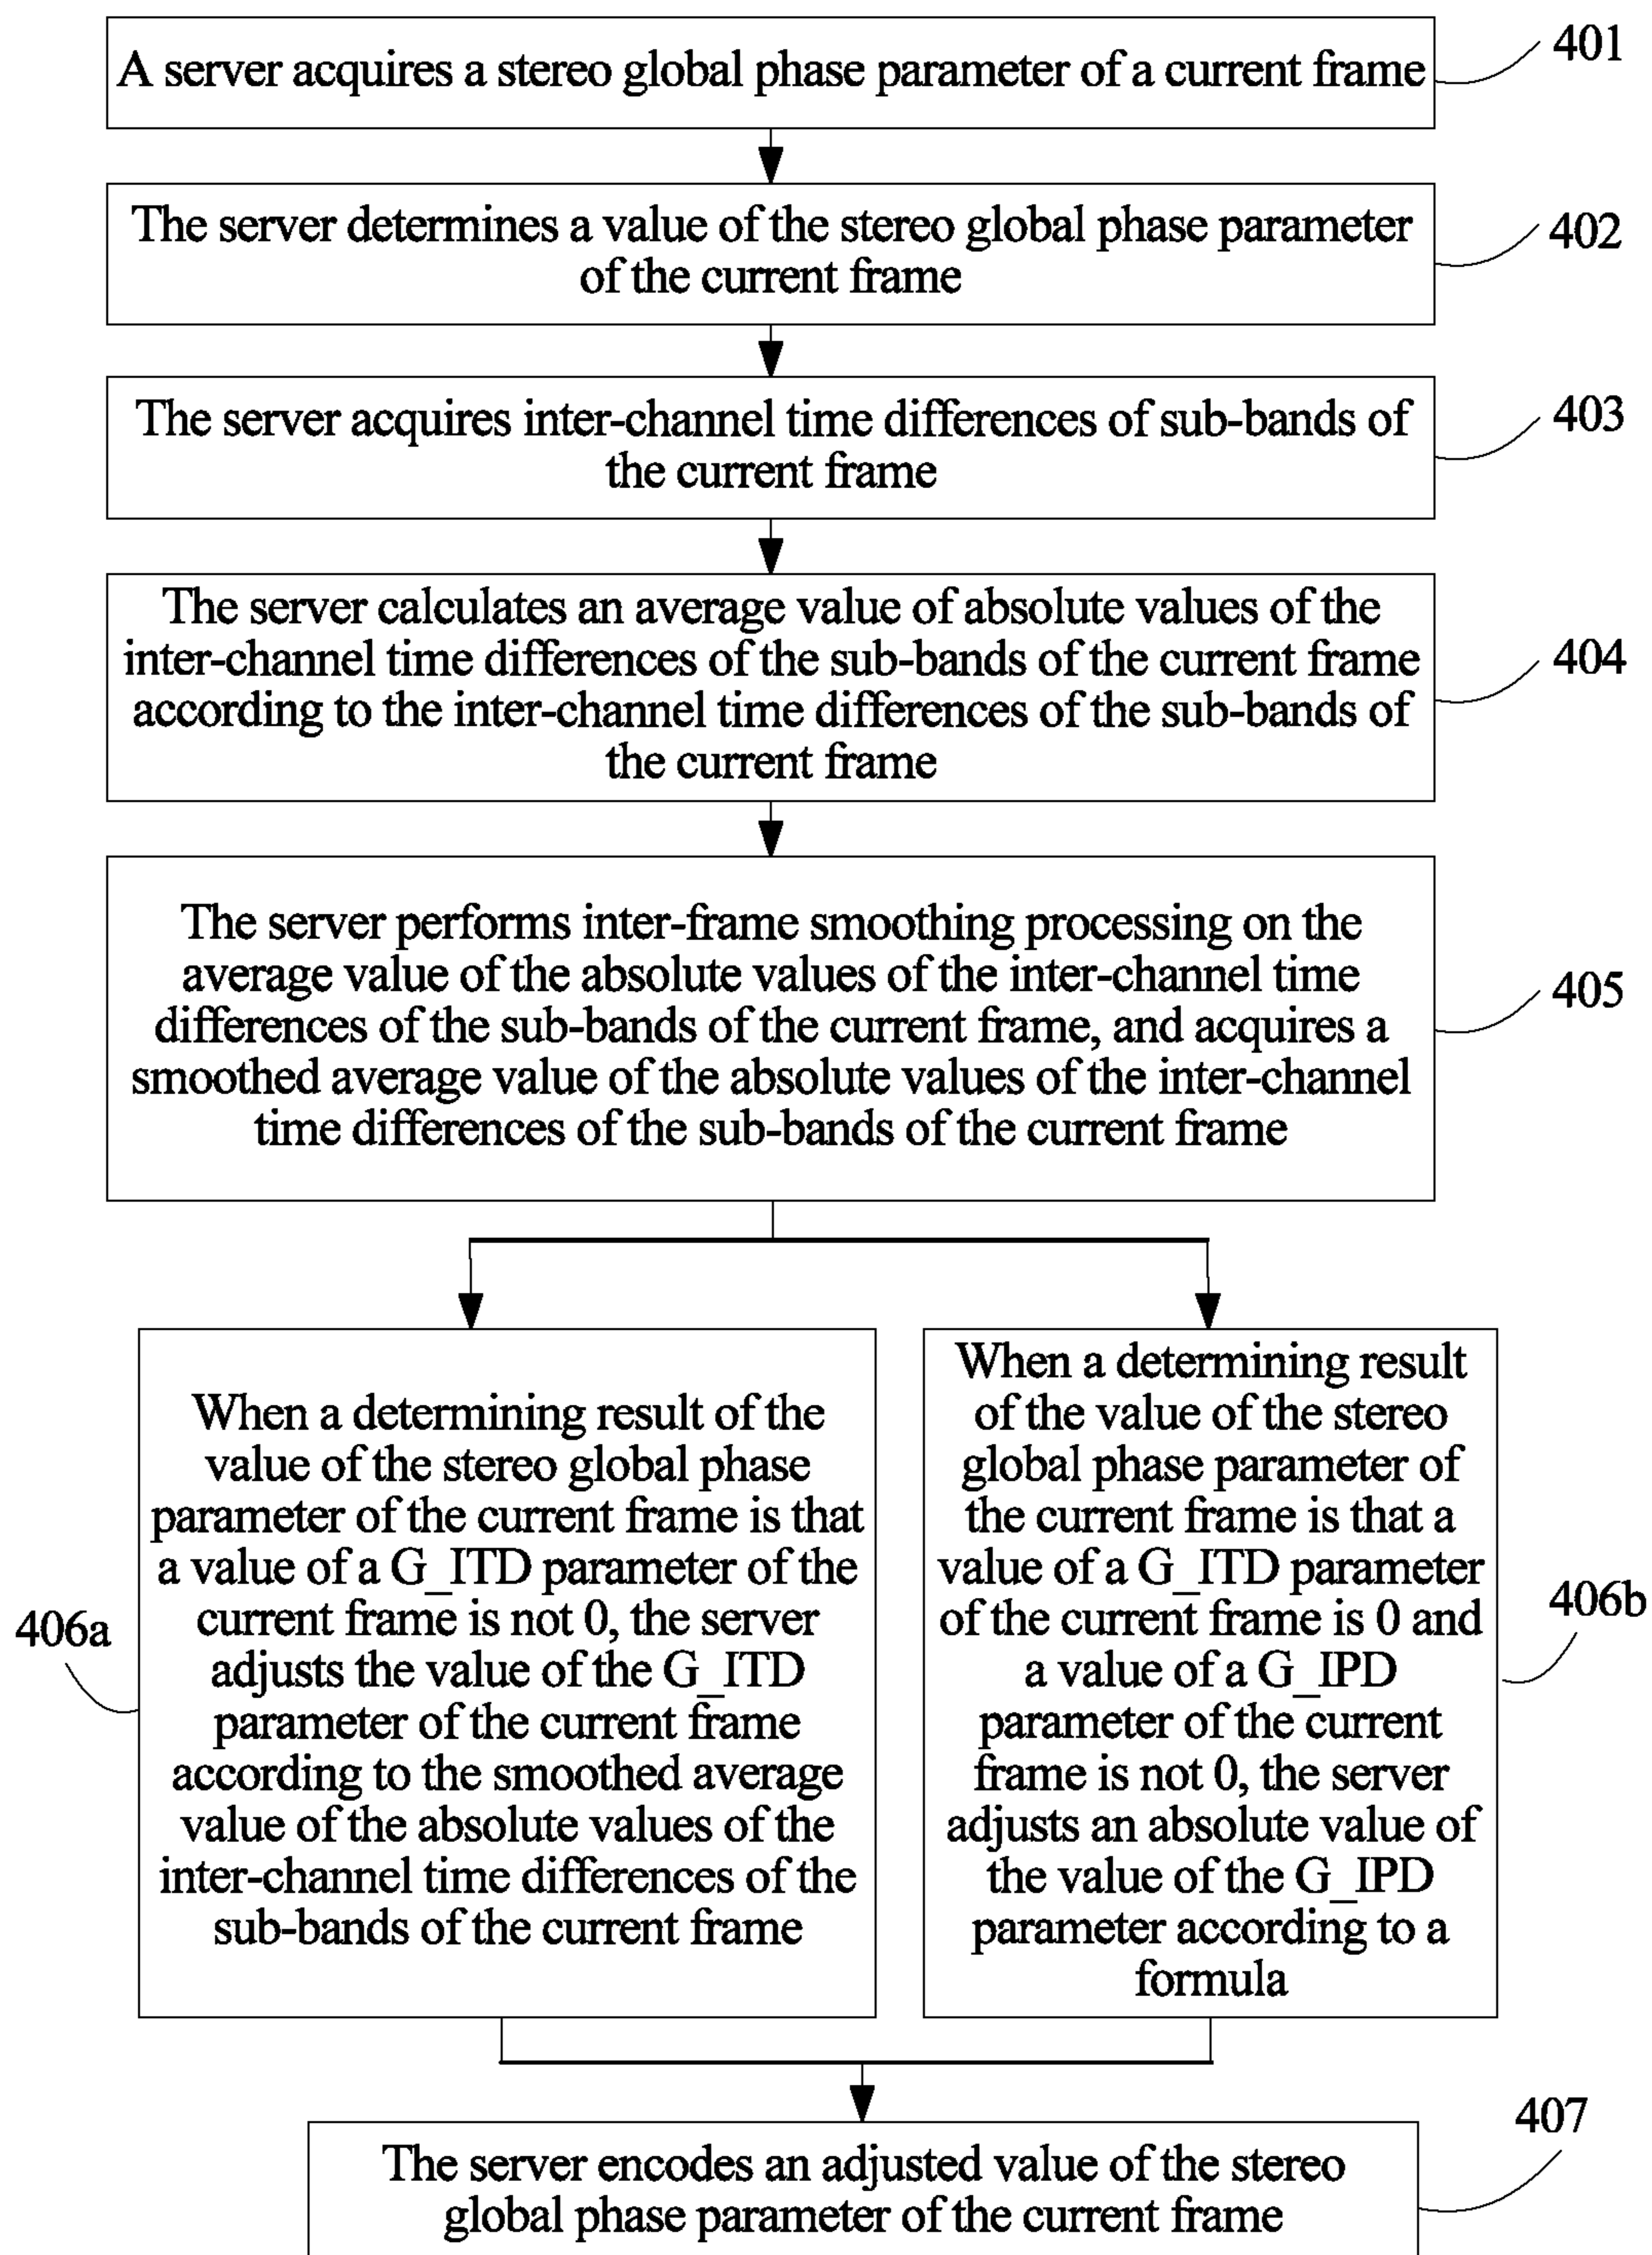 A server acquires a stereo global phase parameter of a current frame
401
The server determines a value of the stereo global phase parameter
of the current frame
402
The server acquires inter-channel time differences of sub-bands of
the current frame
403
The server calculates an average value of absolute values of the
inter-channel time differences of the sub-bands of the current frame
according to the inter-channel time differences of the sub-bands of
the current frame
404
The server performs inter-frame smoothing processing on the
average value of the absolute values of the inter-channel time
differences of the sub-bands of the current frame, and acquires a
smoothed average value of the absolute values of the inter-channel
time differences of the sub-bands of the current frame
405
406a
When a determining result of the
value of the stereo global phase
parameter of the current frame is that
a value of a G_ITD parameter of the
current frame is not 0, the server
adjusts the value of the G_ITD
parameter of the current frame
according to the smoothed average
value of the absolute values of the
inter-channel time differences of the
sub-bands of the current frame
When a determining result
of the value of the stereo
global phase parameter of
the current frame is that a
value of a G_ITD parameter
of the current frame is 0 and
a value of a G_IPD
parameter of the current
frame is not 0, the server
adjusts an absolute value of
the value of the G_IPD
parameter according to a
formula
406b
The server encodes an adjusted value of the stereo
global phase parameter of the current frame
407